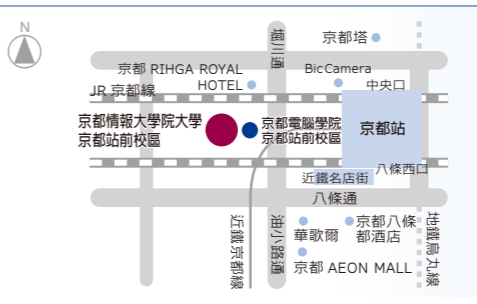 N
堀川通
京都塔
京都 RIHGA ROYAL
HOTEL
BicCamera
中央口
JR 京都線
京都情報大學院大學
京都站前校區
京都電腦學院
京都站前校區
京都站
八條西口
近鐵名店街
八條通
近鐵京都線
油小路通
華歌爾
京都八條
都酒店
京都 AEON MALL
地鐵烏丸線